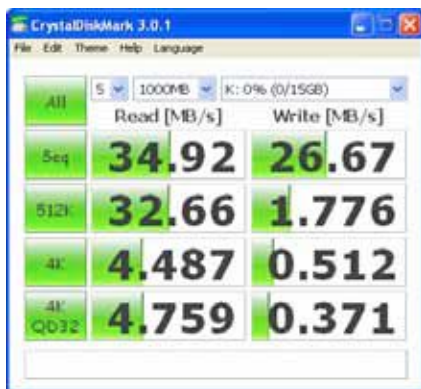 CrystalDiskMark 3.0.1
File Edit Theme Help Language
All 5 1000MB K: 0% (0/15GB)
Read [MB/s] Write [MB/s]
Seq 34.92 26.67
512K 32.66 1.776
4K 4.487 0.512
4K QD32 4.759 0.371